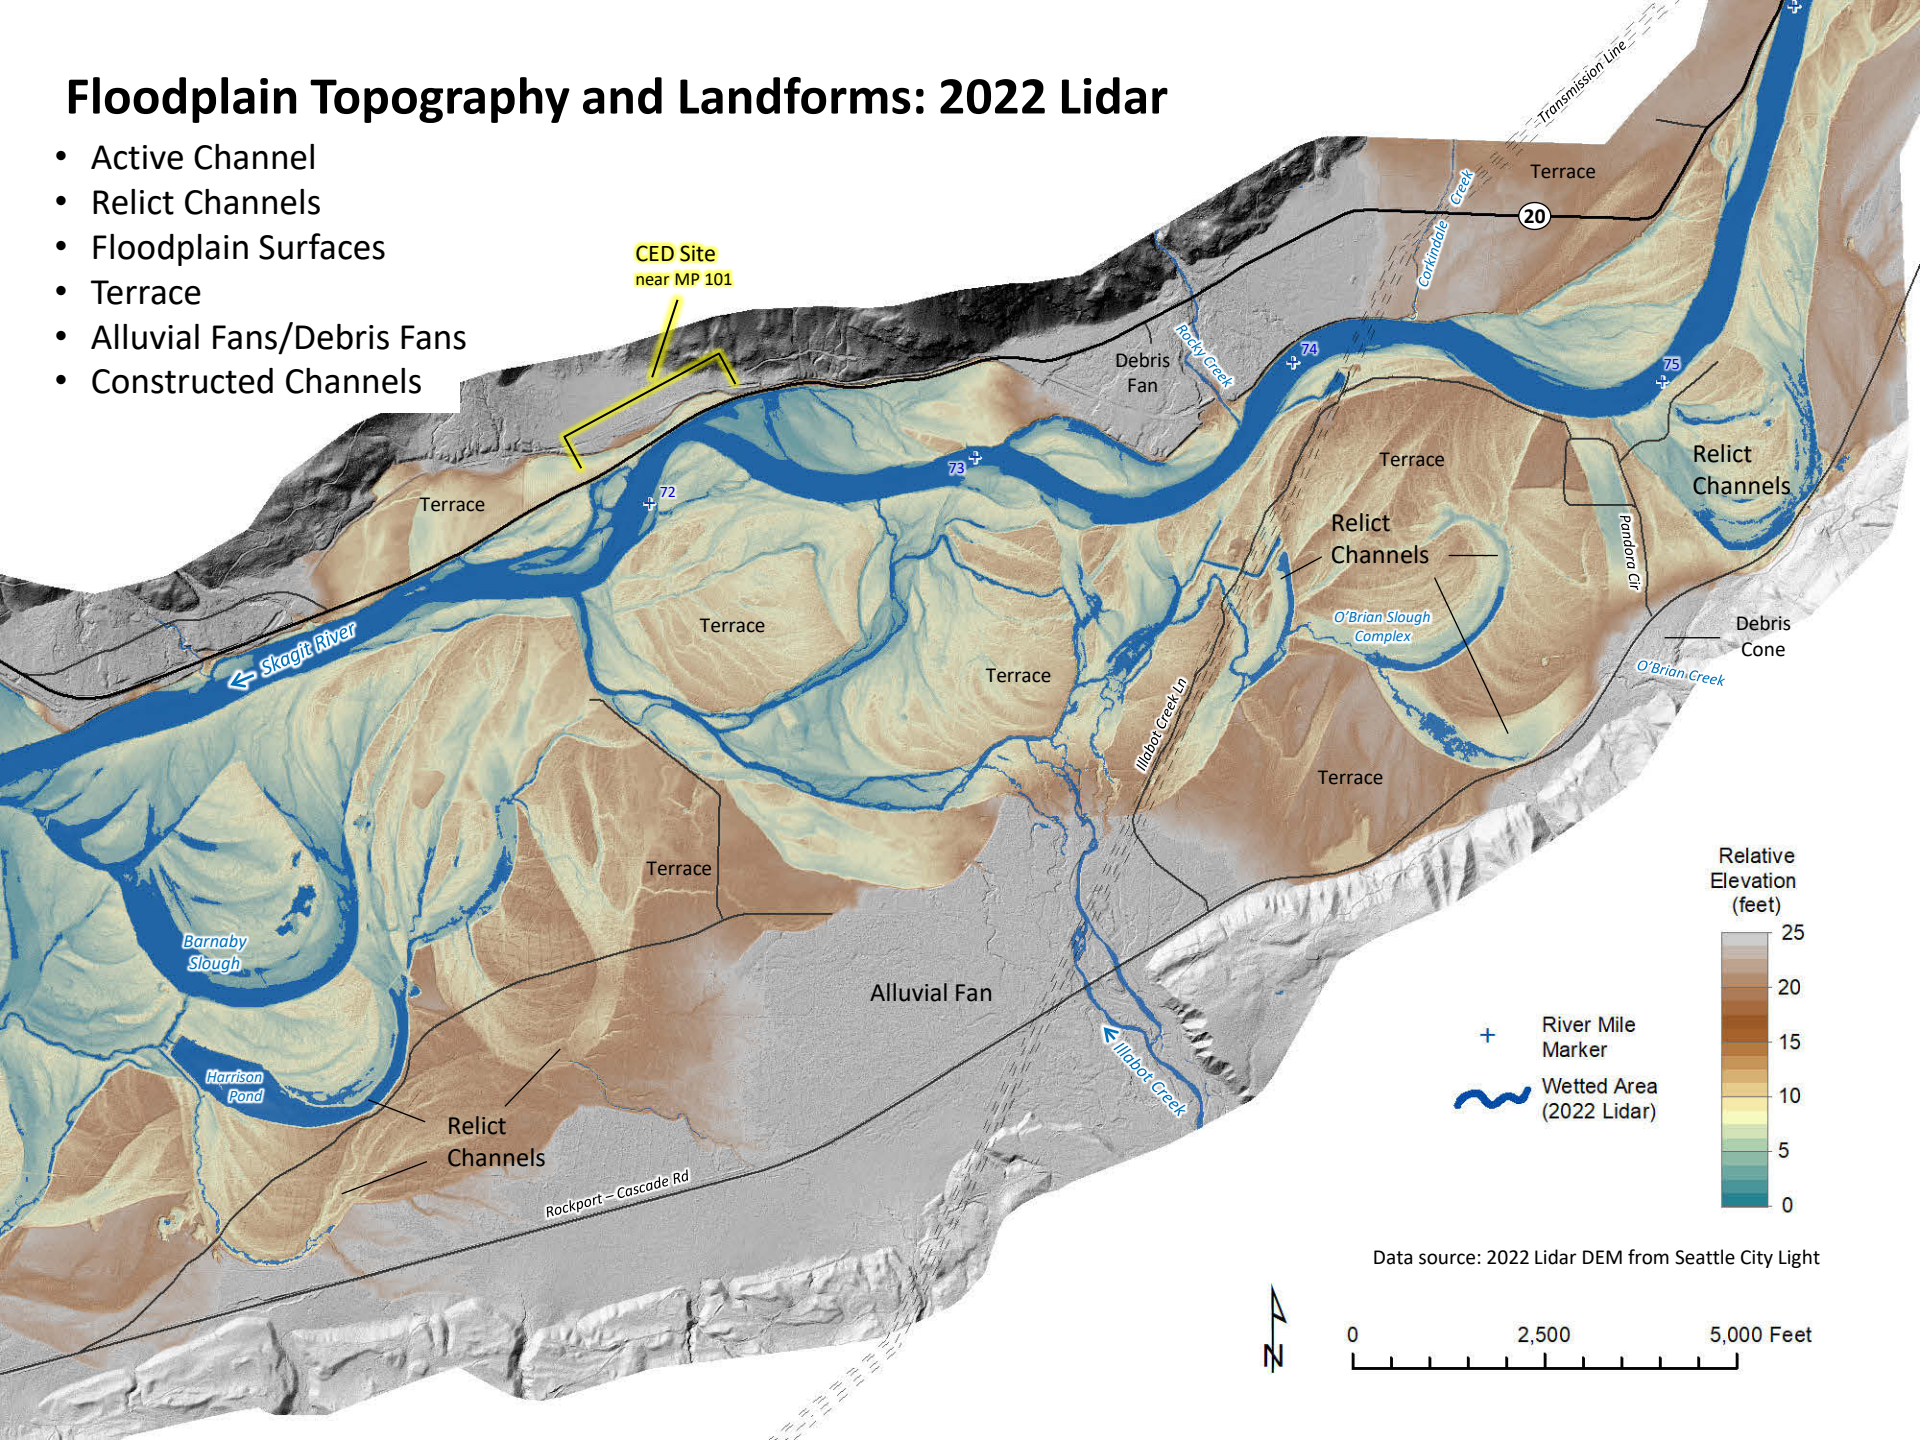 Floodplain Topography and Landforms: 2022 Lidar
• Active Channel
• Relict Channels
• Floodplain Surfaces
• Terrace
• Alluvial Fans/Debris Fans
• Constructed Channels
CED Site
near MP 101
Transmission Line
Terrace
20
Corkindale Creek
Rocky Creek
Debris
Fan
74
75
73
72
Terrace
Terrace
Relict
Channels
Relict
Channels
Pandora Cir
O'Brian Slough
Complex
Debris
Cone
O'Brian Creek
Terrace
Terrace
Skagit River
Illabot Creek Ln
Terrace
Terrace
Barnaby
Slough
Alluvial Fan
Illabot Creek
Harrison
Pond
Relict
Channels
Rockport – Cascade Rd
Relative
Elevation
(feet)
25
20
15
10
5
0
River Mile
Marker
Wetted Area
(2022 Lidar)
Data source: 2022 Lidar DEM from Seattle City Light
N
0
2,500
5,000 Feet